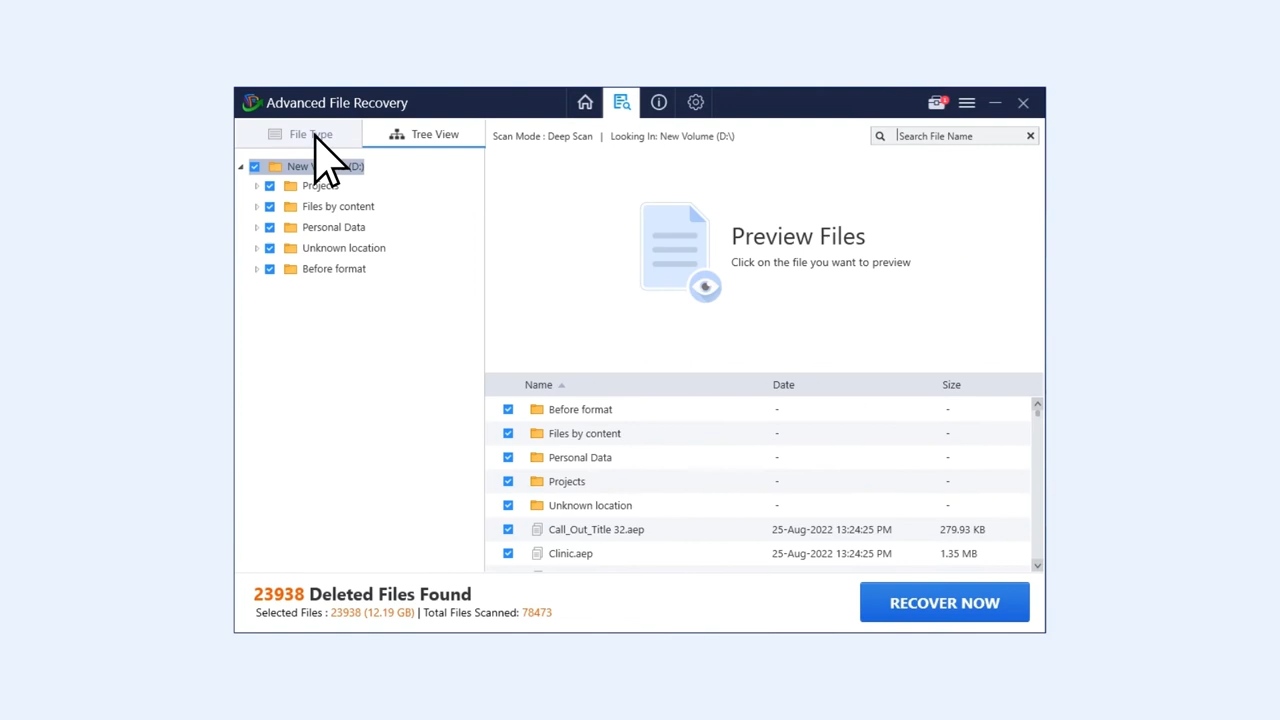 Advanced File Recovery
File Type
Tree View
Scan Mode : Deep Scan | Looking In: New Volume (D:\)
Search File Name
New (D:)
Projects
Files by content
Personal Data
Unknown location
Before format
Preview Files
Click on the file you want to preview
Name Date Size
Before format - -
Files by content - -
Personal Data - -
Projects - -
Unknown location - -
Call_Out_Title 32.aep 25-Aug-2022 13:24:25 PM 279.93 KB
Clinic.aep 25-Aug-2022 13:24:25 PM 1.35 MB
23938 Deleted Files Found
Selected Files : 23938 (12.19 GB) | Total Files Scanned: 78473
RECOVER NOW